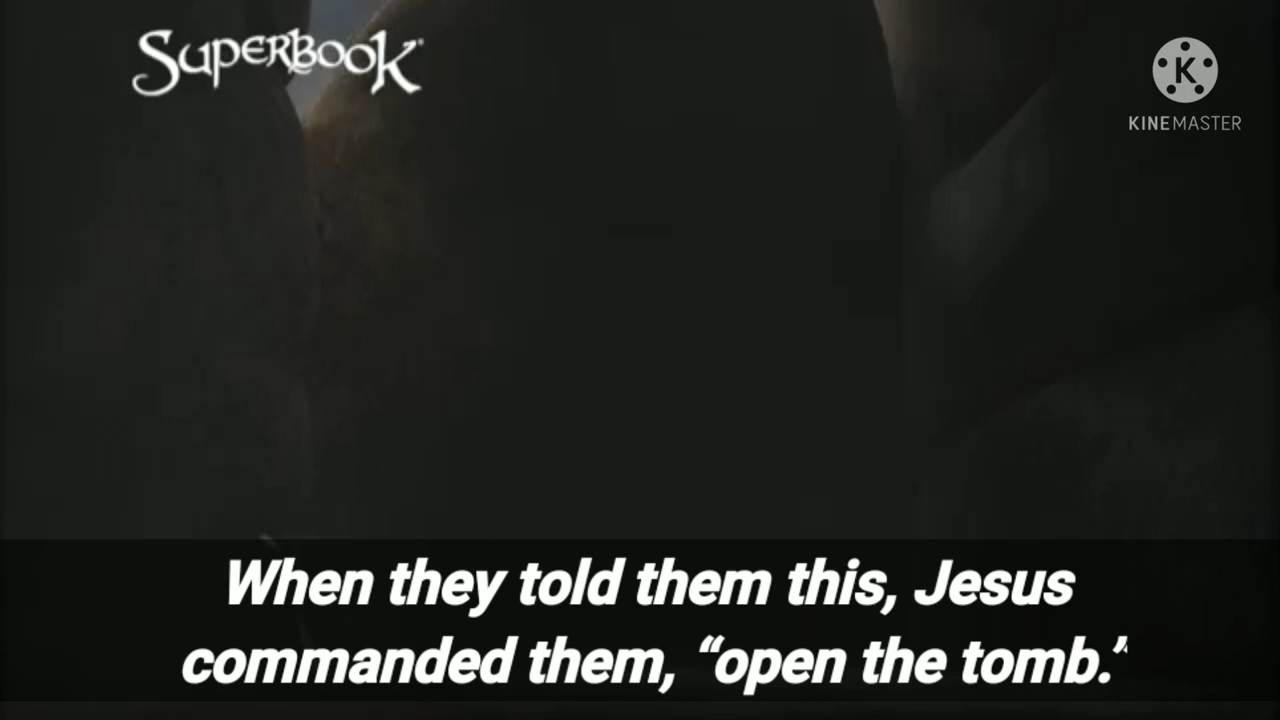 SUPERBOOK
K
KINEMASTER
When they told them this, Jesus
commanded them, “open the tomb.”